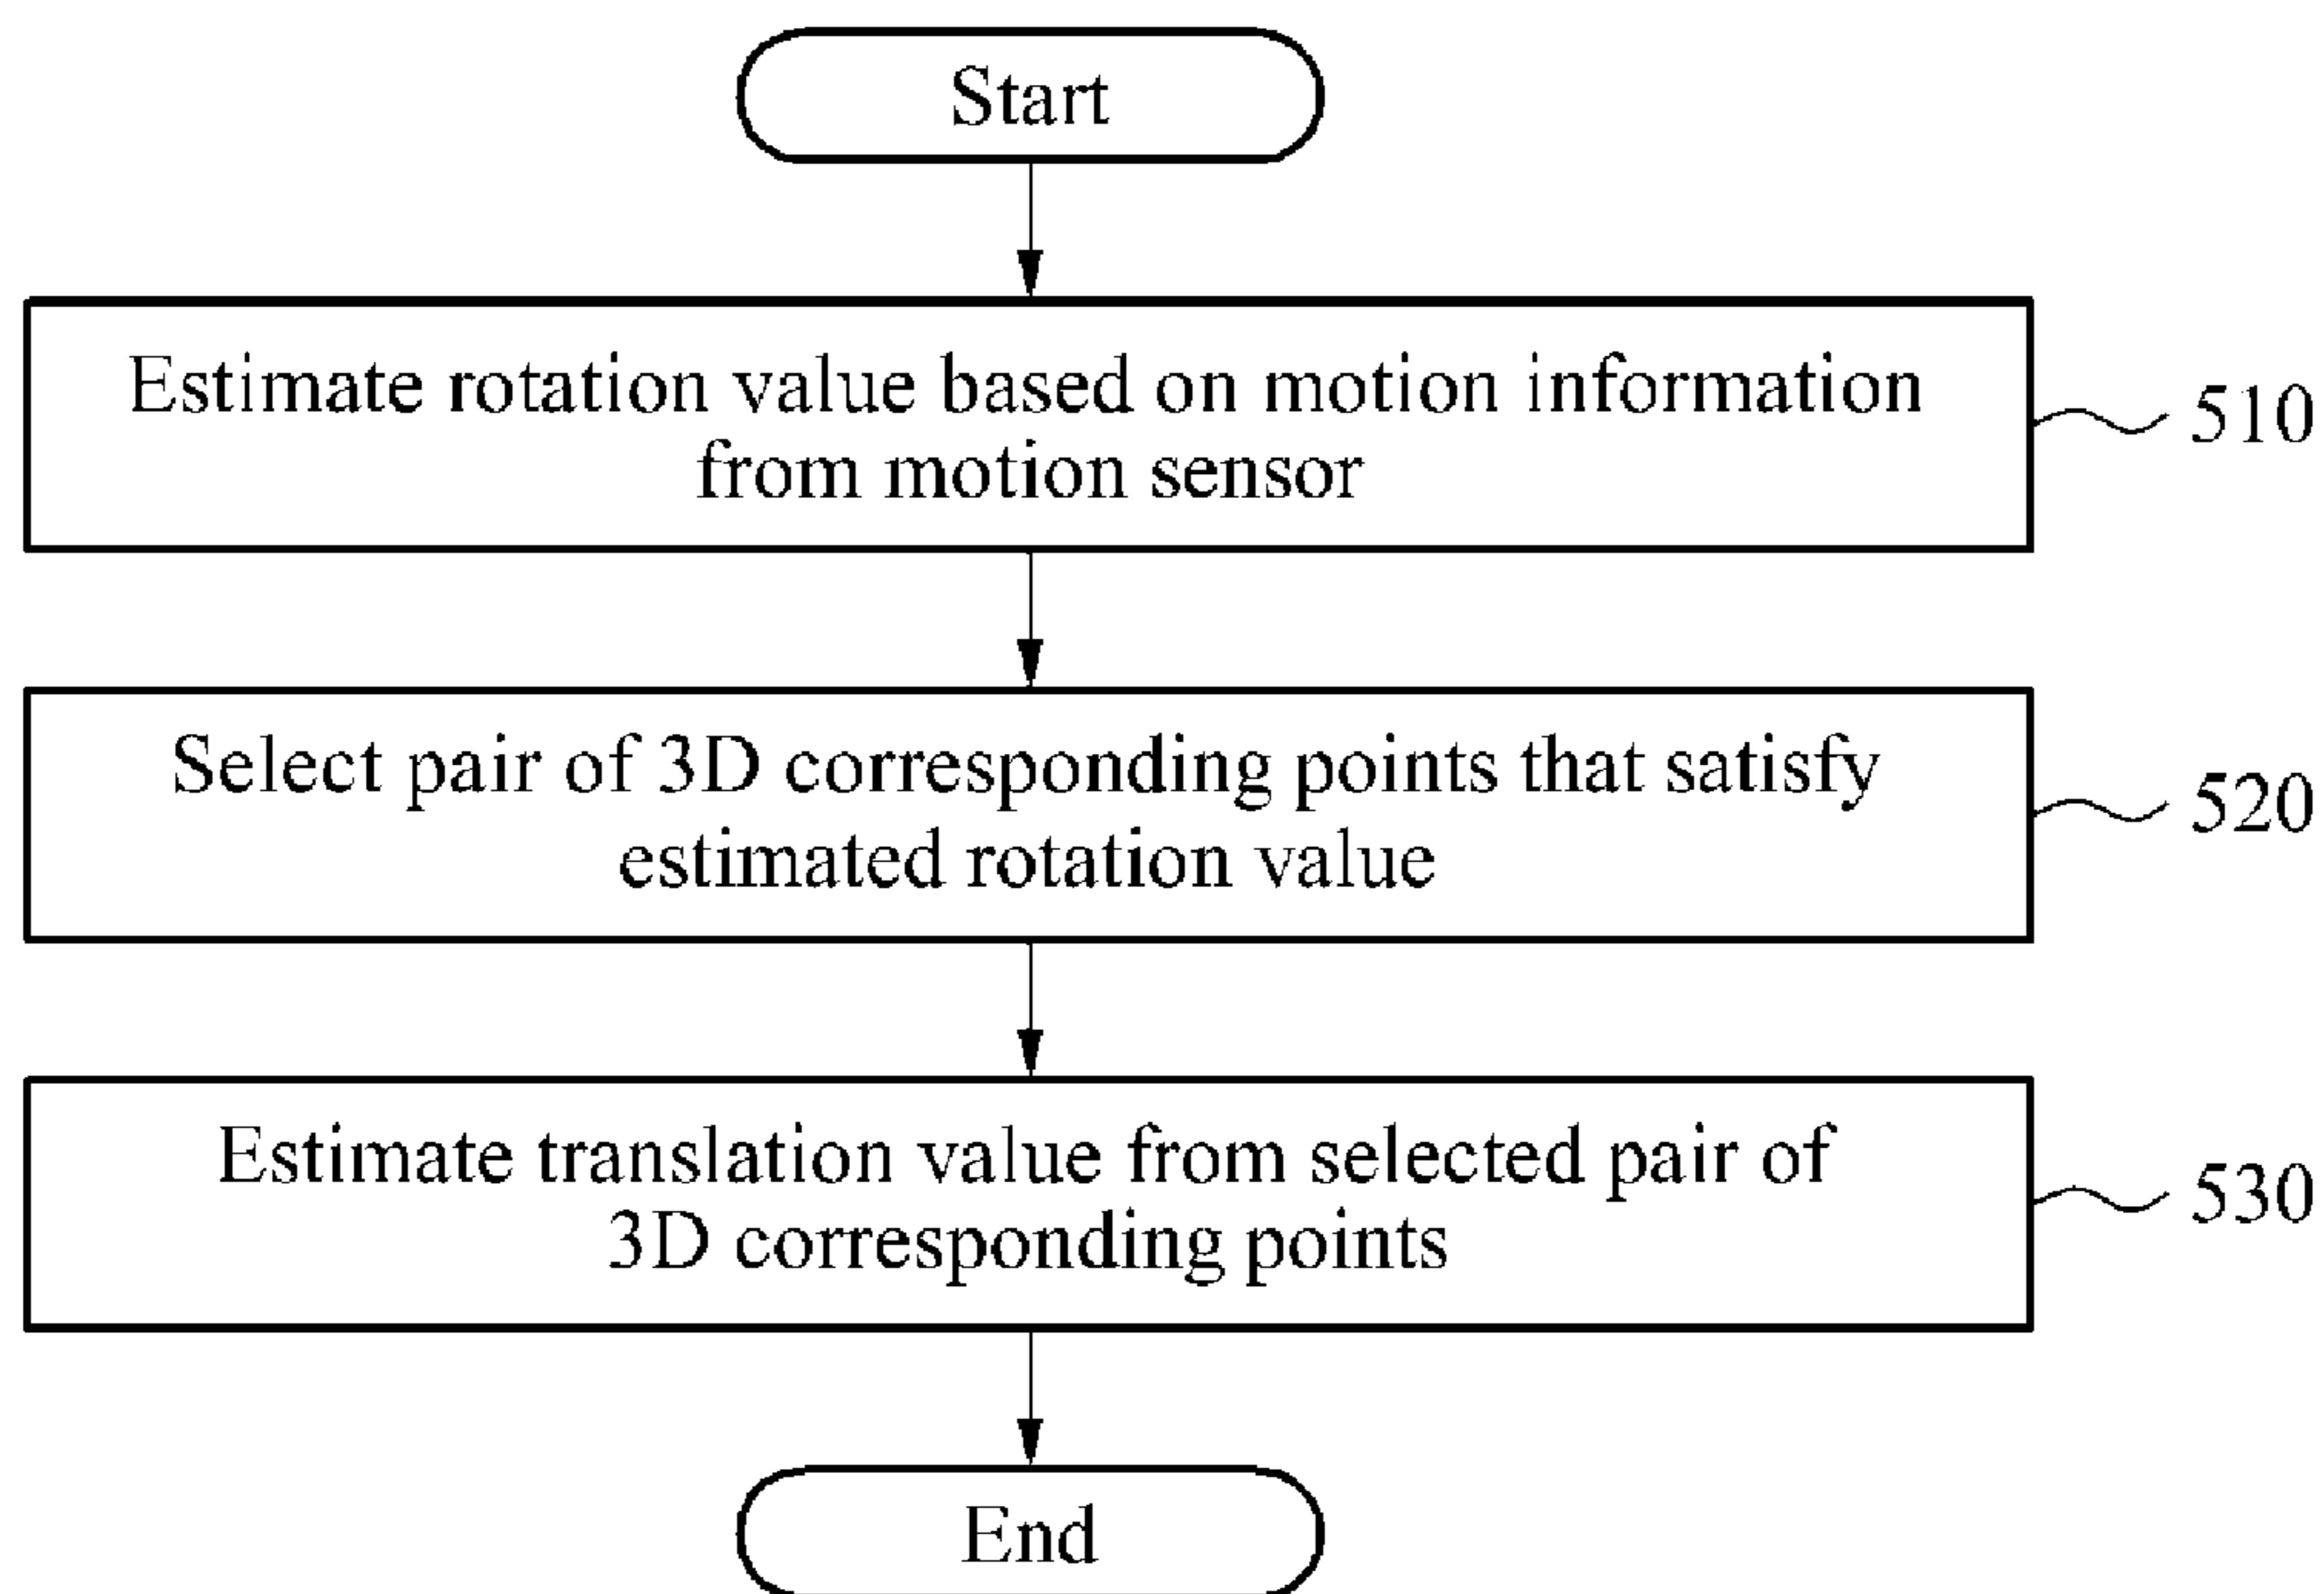 Start
Estimate rotation value based on motion information
from motion sensor
510
Select pair of 3D corresponding points that satisfy
estimated rotation value
520
Estimate translation value from selected pair of
3D corresponding points
530
End